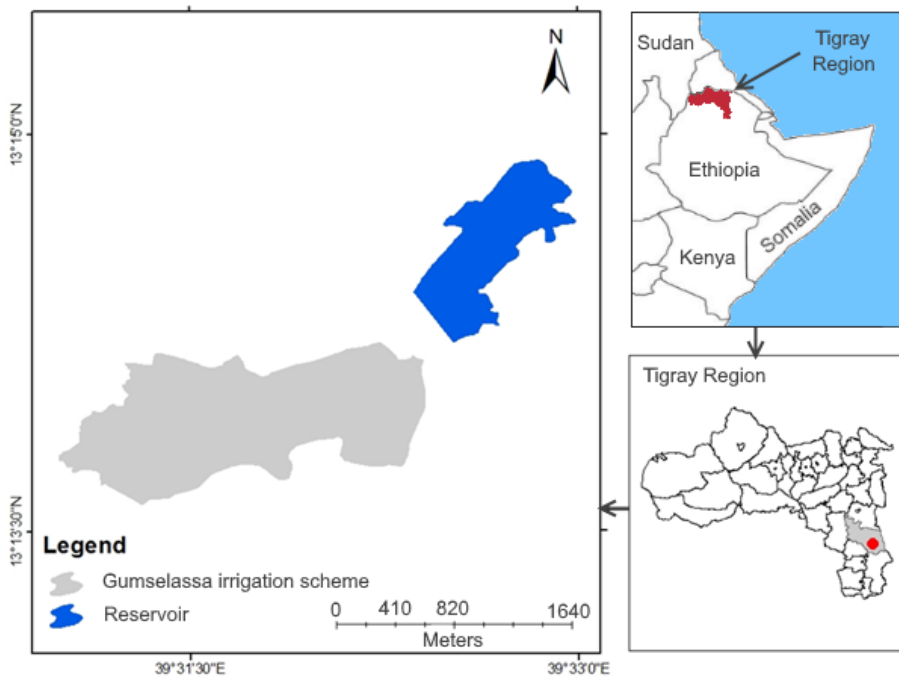 N
13°15'0"N
13°13'30"N
Legend
Gumselassa irrigation scheme
Reservoir
0 410 820 1640
Meters
39°31'30"E
39°33'0"E
Sudan
Tigray
Region
Ethiopia
Somalia
Kenya
Tigray Region